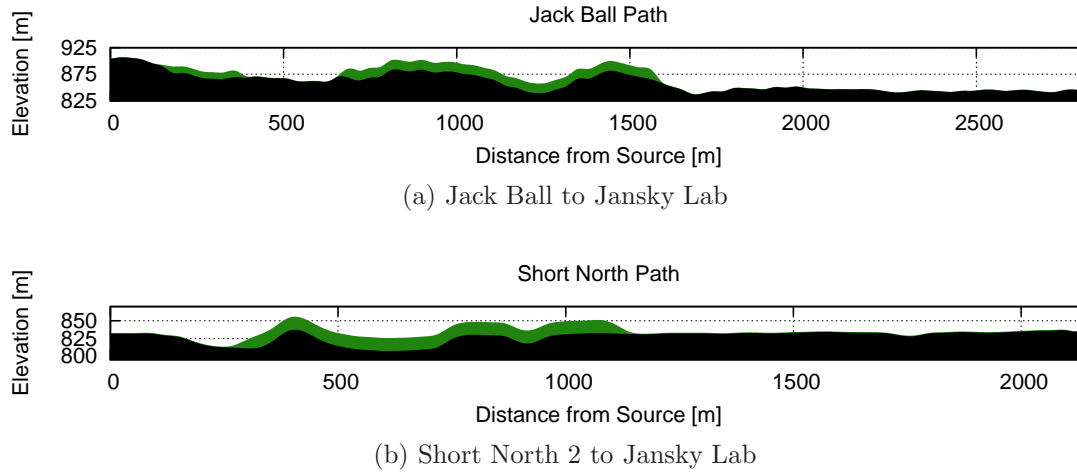 Jack Ball Path
Elevation [m]
925
875
825
0 500 1000 1500 2000 2500
Distance from Source [m]
(a) Jack Ball to Jansky Lab
Short North Path
Elevation [m]
850
825
800
0 500 1000 1500 2000
Distance from Source [m]
(b) Short North 2 to Jansky Lab